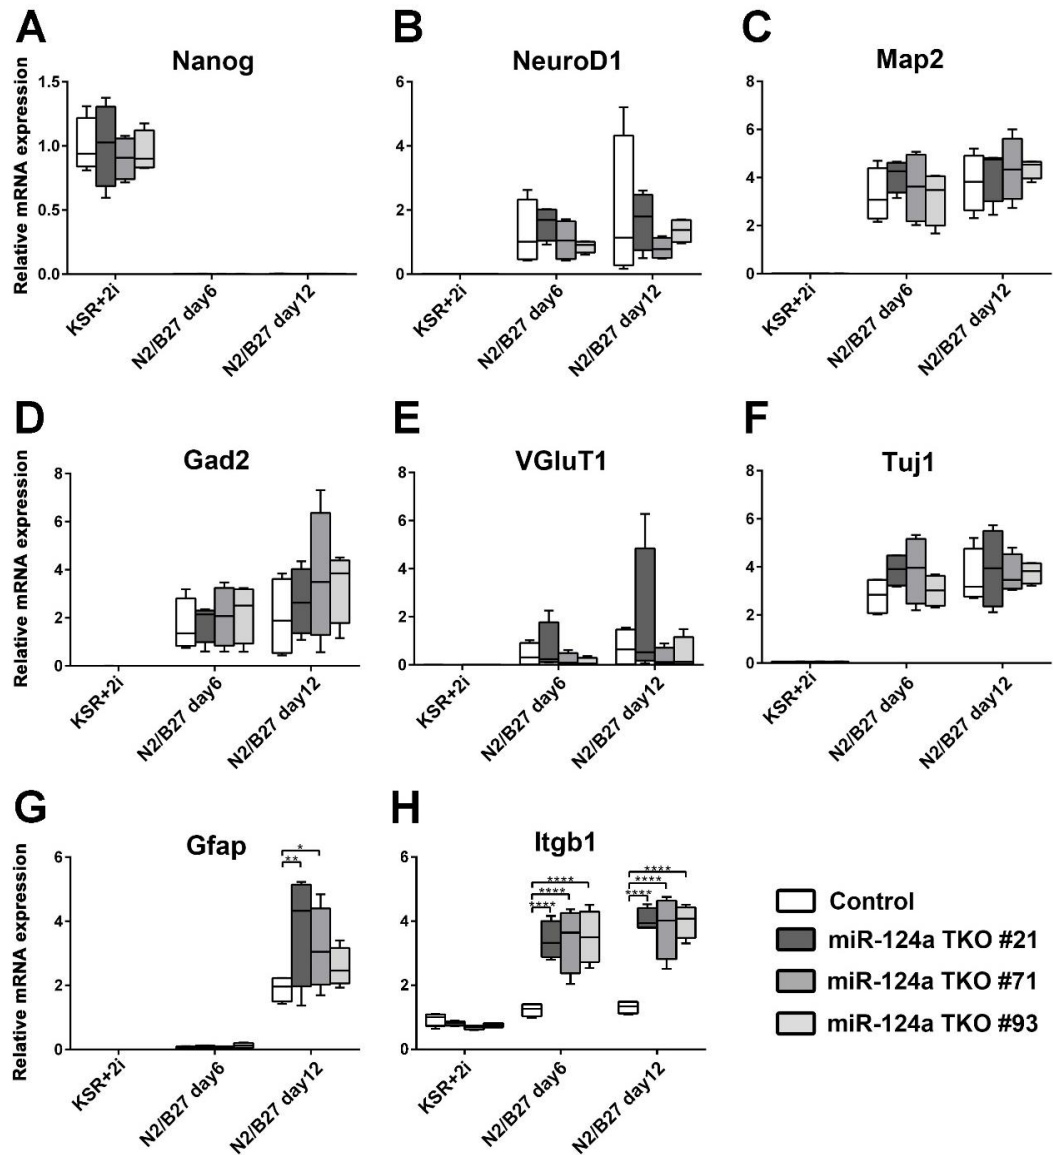 A
Nanog
Relative mRNA expression
1.5
1.0
0.5
0.0
KSR+2i
N2/B27 day6
N2/B27 day12
B
NeuroD1
6
4
2
0
KSR+2i
N2/B27 day6
N2/B27 day12
C
Map2
8
6
4
2
0
KSR+2i
N2/B27 day6
N2/B27 day12
D
Gad2
Relative mRNA expression
8
6
4
2
0
KSR+2i
N2/B27 day6
N2/B27 day12
E
VGluT1
8
6
4
2
0
KSR+2i
N2/B27 day6
N2/B27 day12
F
Tuj1
8
6
4
2
0
KSR+2i
N2/B27 day6
N2/B27 day12
G
Gfap
Relative mRNA expression
6
4
2
0
*
**
KSR+2i
N2/B27 day6
N2/B27 day12
H
Itgb1
6
4
2
0
****
****
****
****
****
****
KSR+2i
N2/B27 day6
N2/B27 day12
Control
miR-124a TKO #21
miR-124a TKO #71
miR-124a TKO #93